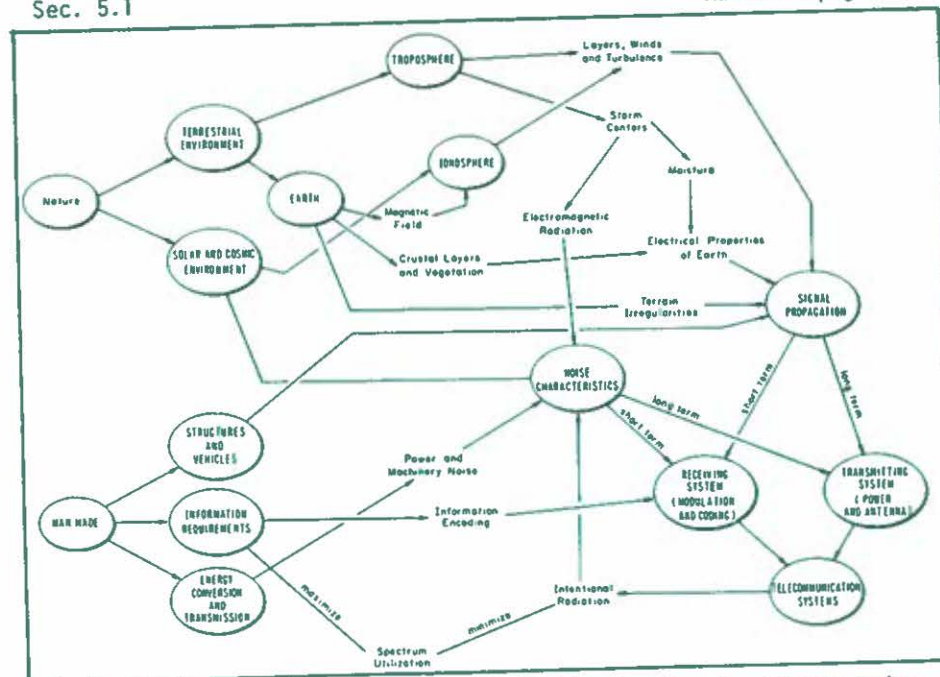 Sec. 5.1
TROPOSPHERE
Layers, Winds
and Turbulence
TERRESTRIAL
ENVIRONMENT
Storm
Centers
IONOSPHERE
Moisture
Nature
EARTH
Magnetic
Field
Electromagnetic
Radiation
SOLAR AND COSMIC
ENVIRONMENT
Crustal Layers
and Vegetation
Electrical Properties
of Earth
Terrain
Irregularities
SIGNAL
PROPAGATION
NOISE
CHARACTERISTICS
short term
long term
long term
short term
STRUCTURES
AND
VEHICLES
Power and
Machinery Noise
RECEIVING
SYSTEM
(MODULATION
AND CODING)
TRANSMITTING
SYSTEM
(POWER
AND ANTENNA)
MAN MADE
INFORMATION
REQUIREMENTS
Information
Encoding
ENERGY
CONVERSION
AND
TRANSMISSION
maximize
Intentional
Radiation
TELECOMMUNICATION
SYSTEMS
minimize
Spectrum
Utilization